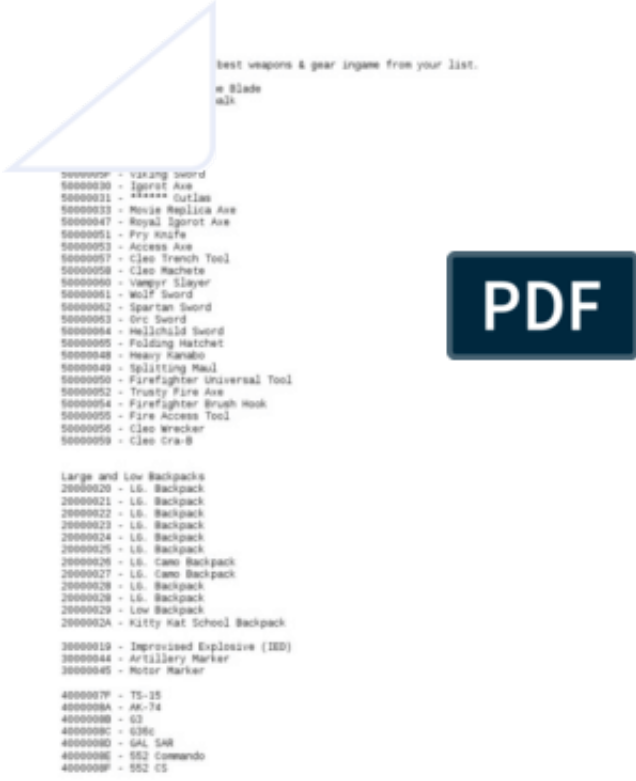 best weapons & gear ingame from your list.
Blade
5000005F - Viking Sword
50000030 - Igorot Axe
50000031 - ****** Cutlas
50000033 - Movie Replica Axe
50000047 - Royal Igorot Axe
50000051 - Pry Knife
50000053 - Access Axe
50000057 - Cleo Trench Tool
50000058 - Cleo Machete
50000060 - Vampyr Slayer
50000061 - Wolf Sword
50000062 - Spartan Sword
50000063 - Orc Sword
50000064 - Hellchild Sword
50000065 - Folding Hatchet
50000048 - Heavy Kanabo
50000049 - Splitting Maul
50000050 - Firefighter Universal Tool
50000052 - Trusty Fire Axe
50000054 - Firefighter Brush Hook
50000055 - Fire Access Tool
50000056 - Cleo Wrecker
50000059 - Cleo Cra-B
Large and Low Backpacks
20000020 - LG. Backpack
20000021 - LG. Backpack
20000022 - LG. Backpack
20000023 - LG. Backpack
20000024 - LG. Backpack
20000025 - LG. Backpack
20000026 - LG. Camo Backpack
20000027 - LG. Camo Backpack
20000028 - LG. Backpack
20000028 - LG. Backpack
20000029 - Low Backpack
2000002A - Kitty Kat School Backpack
30000019 - Improvised Explosive (IED)
30000044 - Artillery Marker
30000045 - Motor Marker
4000007F - TS-15
4000008A - AK-74
4000008B - G3
4000008C - G36c
4000008D - GAL SAR
4000008E - 552 Commando
4000008F - 552 CS
PDF